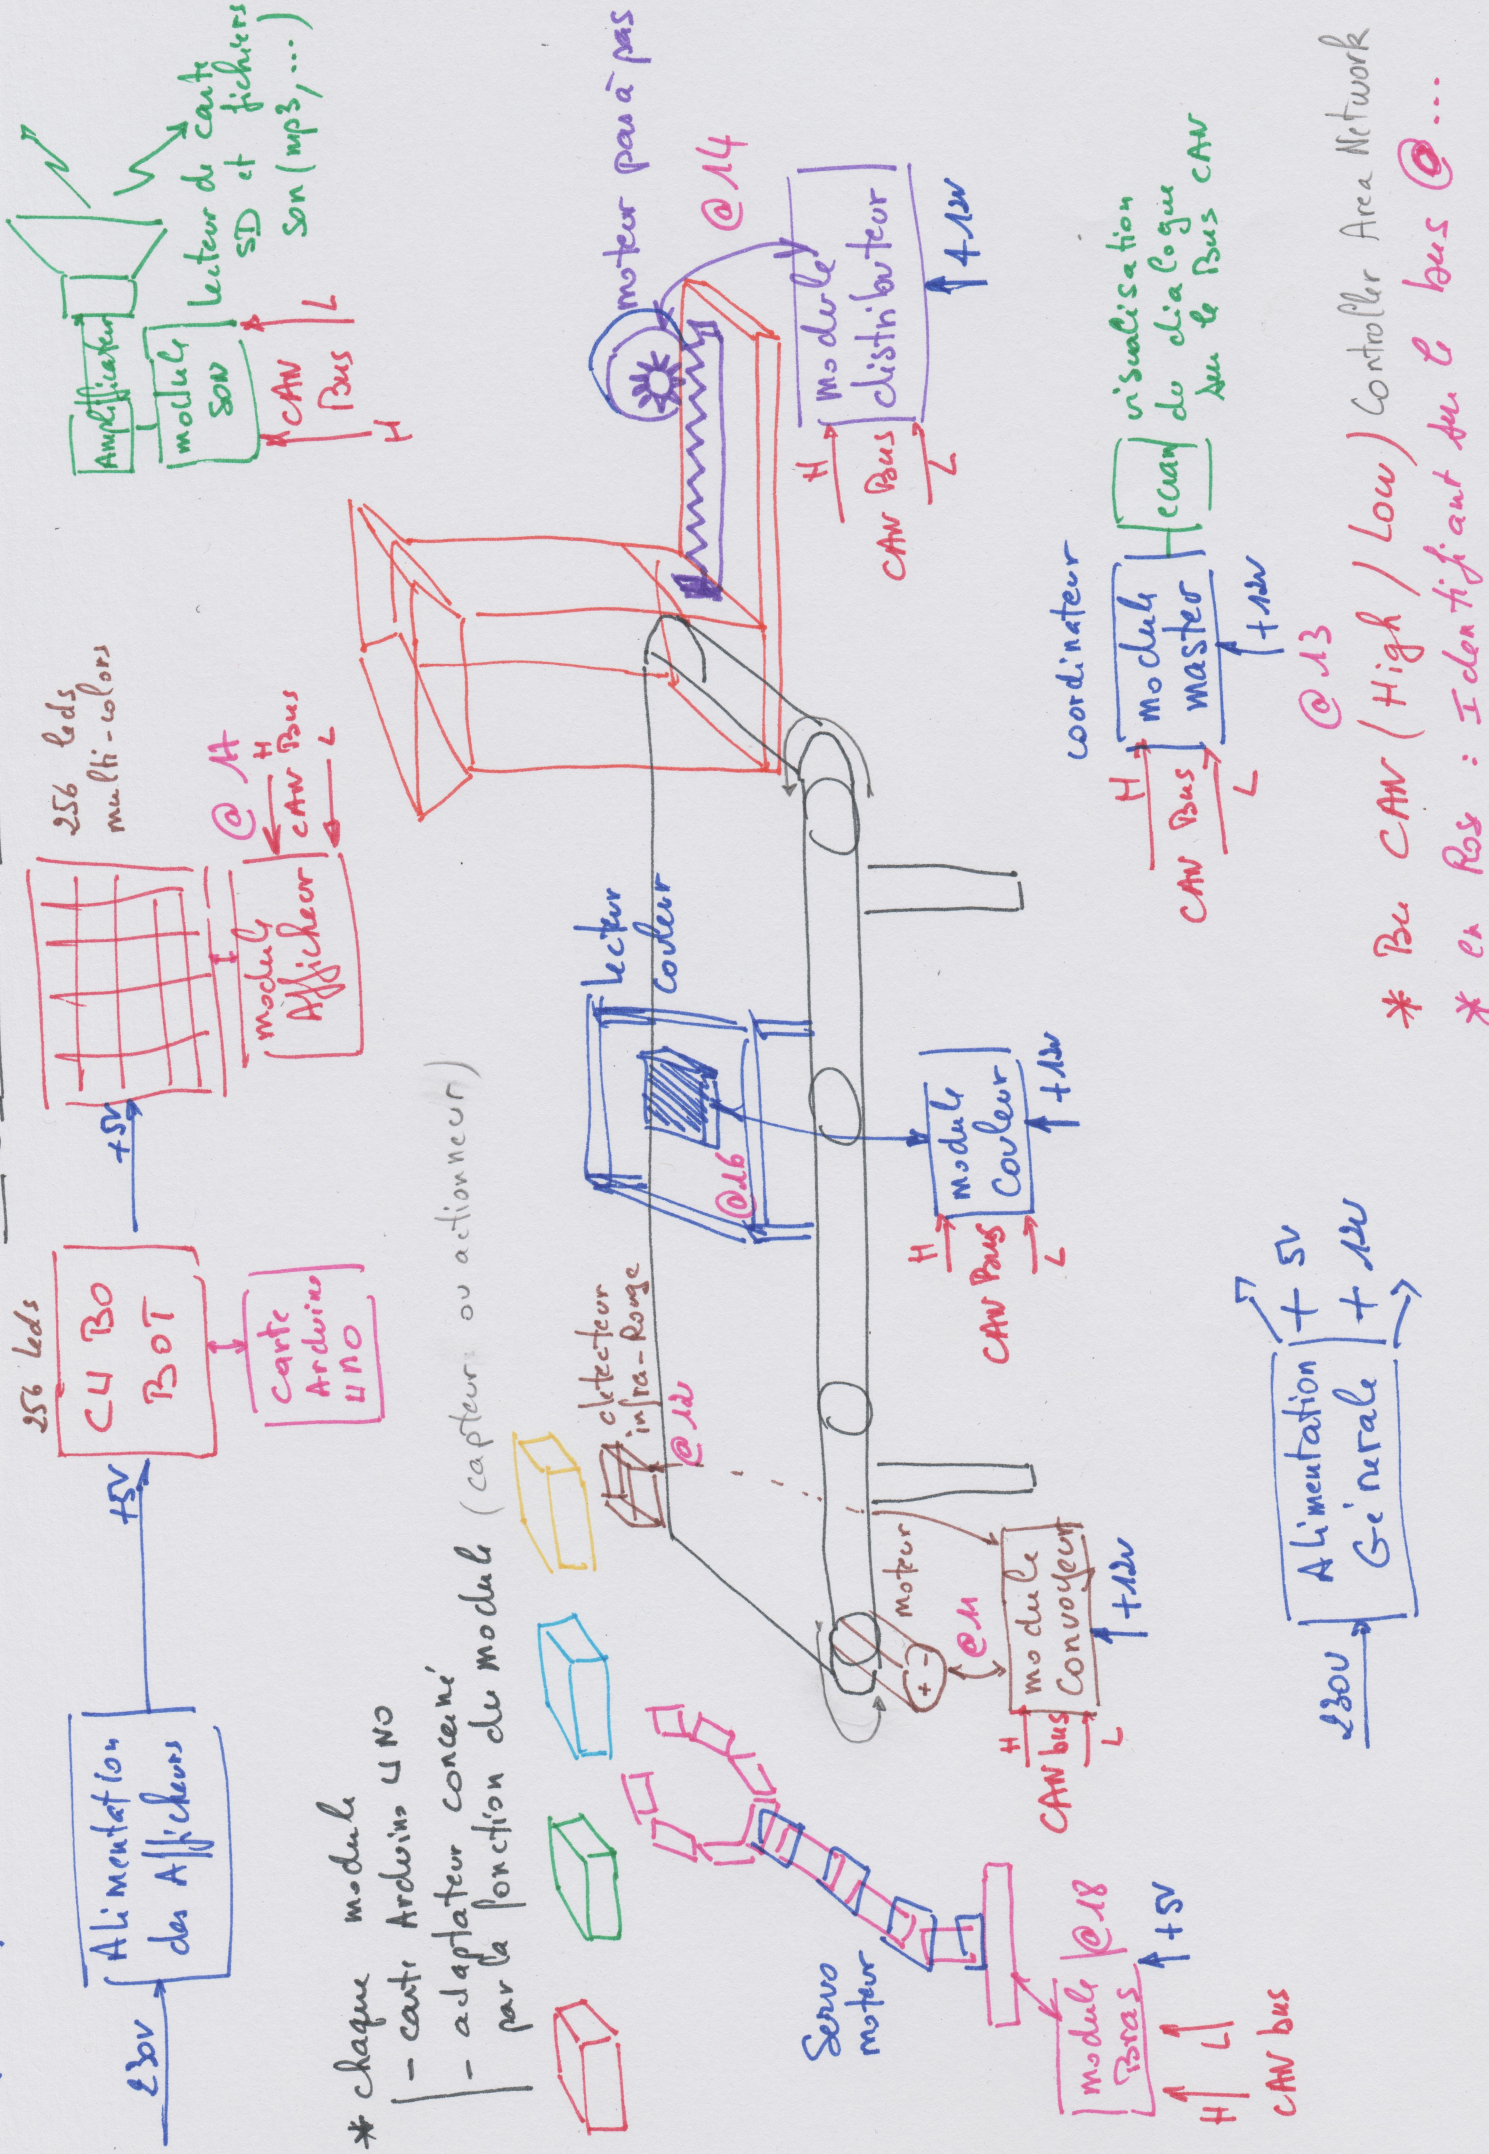 230V
Alimentation
des Afficheurs
+5V
256 leds
CU BO
BOT
Carte
Arduino
UNO
+5V
256 leds
multi-colors
module
Afficheur
@ 17
H
CAN Bus
L
Amplificateur
module
SON
CAN
Bus
H
L
lecteur de carte
SD et fichiers
son (mp3, ...)
* chaque module
- carte Arduino UNO
- adaptateur concerné
par la fonction du module (capteur ou actionneur)
détecteur
infra-Rouge
@ 12
lecteur
couleur
@16
moteur pas à pas
@ 14
module
distributeur
H
CAN Bus
L
+12V
Servo
moteur
module
Bras
@18
+5V
H
L
CAN bus
moteur
+ -
@11
module
Convoyeur
H
CAN bus
L
+12V
module
Couleur
H
CAN Bus
L
+12V
coordinateur
module
master
H
CAN Bus
L
+12V
@ 13
ecran
visualisation
du dialogue
sur le Bus CAN
230V
Alimentation
Générale
+ 5V
+ 12V
* Bus CAN (High / Low) Controller Area Network
* en Rose : Identifiant sur le bus @ ...